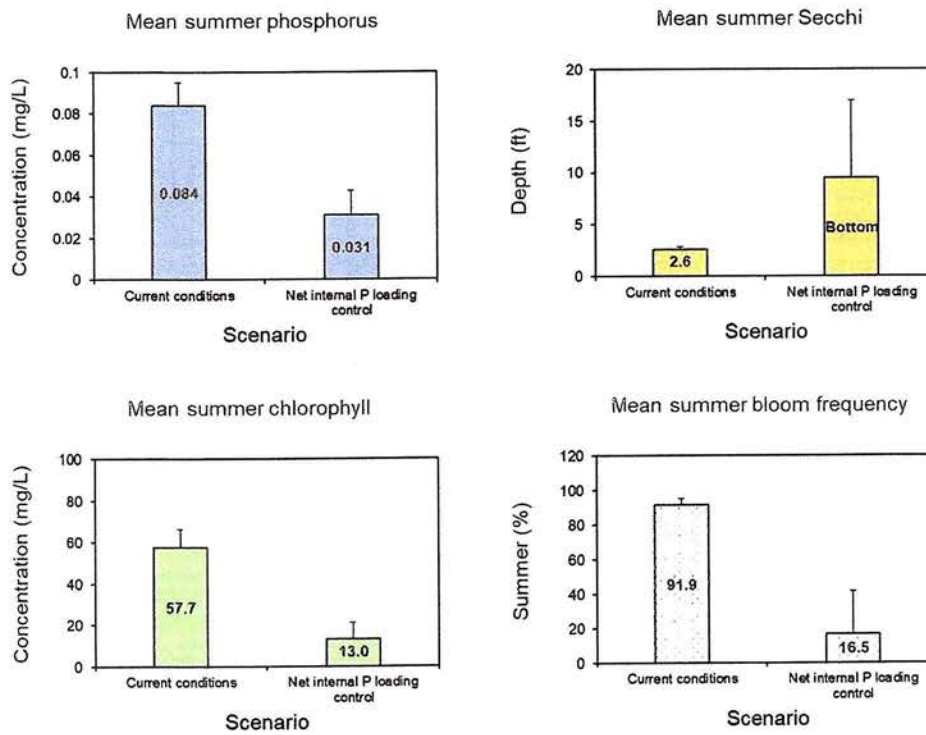 Mean summer phosphorus
Concentration (mg/L)
0.1
0.08
0.06
0.04
0.02
0
0.084
0.031
Current conditions
Net internal P loading
control
Scenario
Mean summer Secchi
Depth (ft)
20
15
10
5
0
2.6
Bottom
Current conditions
Net internal P loading
control
Scenario
Mean summer chlorophyll
Concentration (mg/L)
100
80
60
40
20
0
57.7
13.0
Current conditions
Net internal P loading
control
Scenario
Mean summer bloom frequency
Summer (%)
120
100
80
60
40
20
0
91.9
16.5
Current conditions
Net internal P loading
control
Scenario